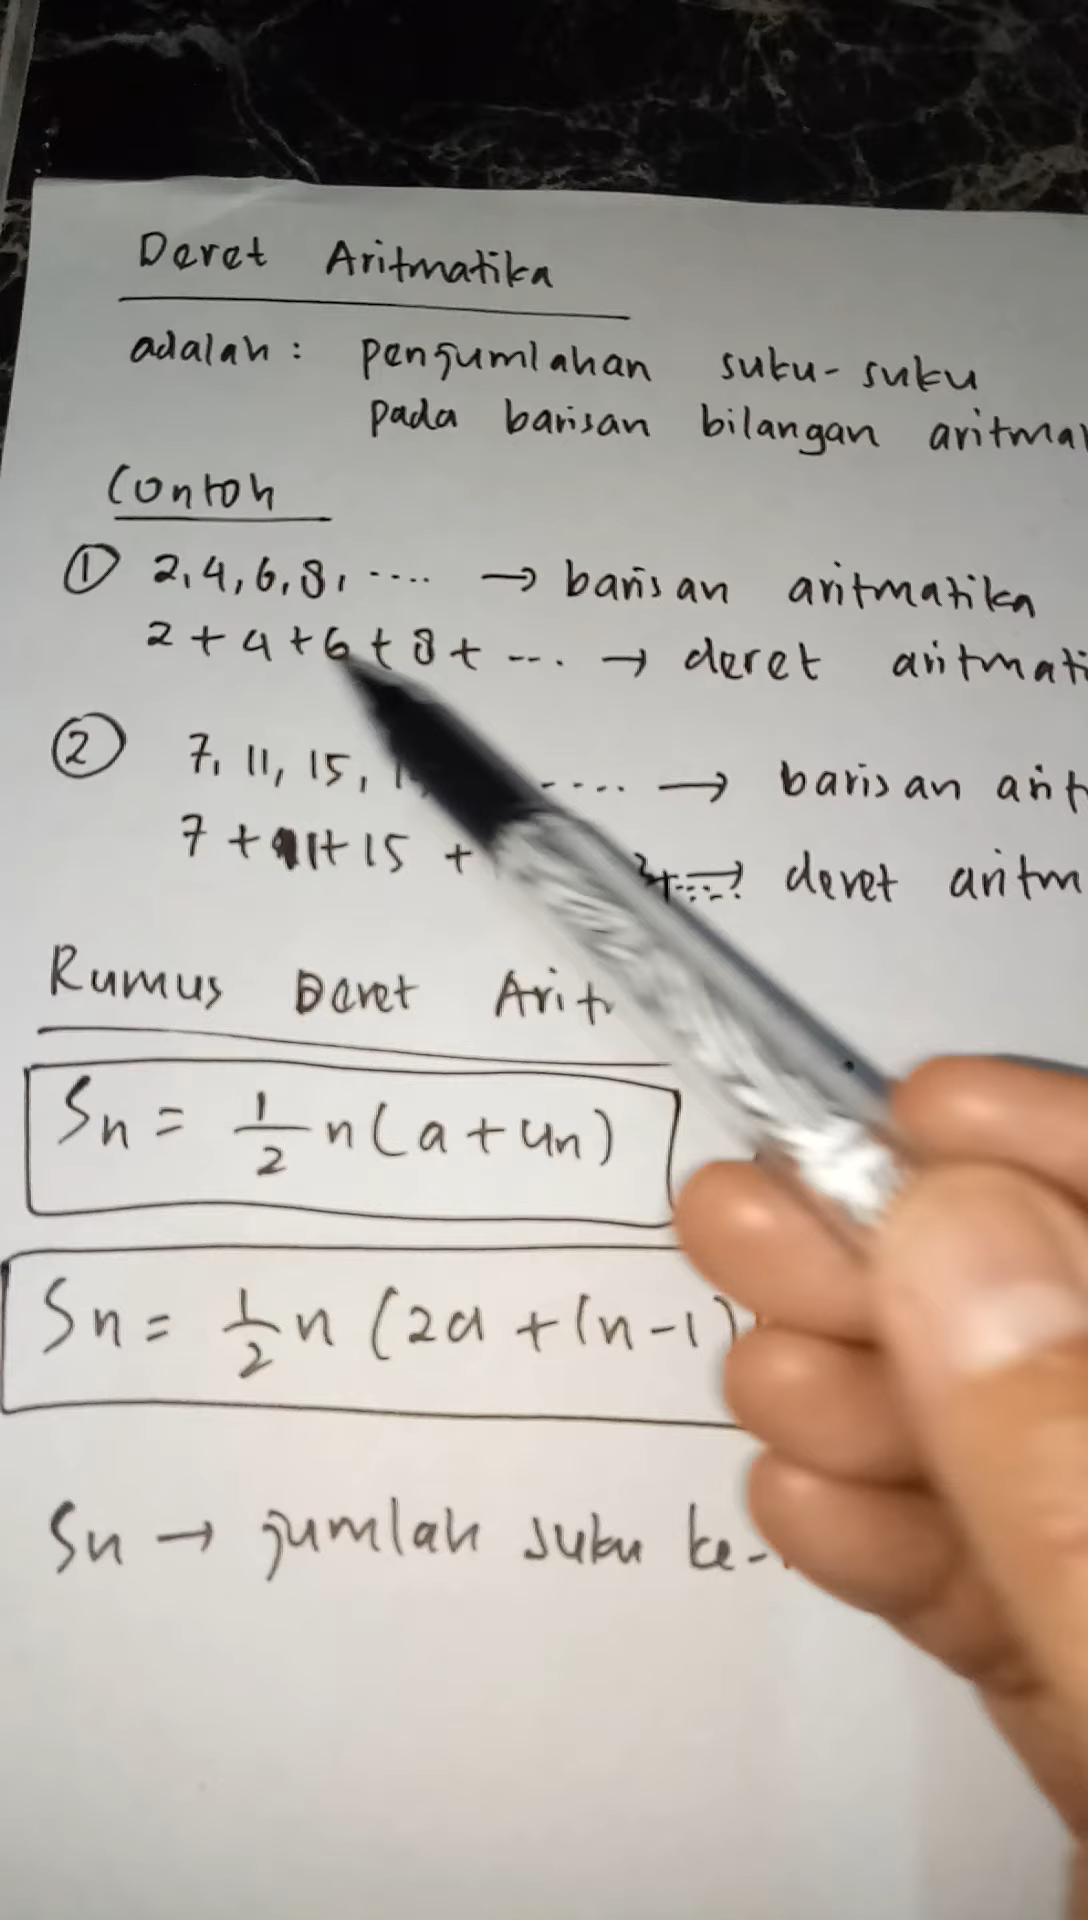 Deret Aritmatika
adalah : penjumlahan suku-suku
pada barisan bilangan
Contoh
① 2, 4, 6, 8, .... → barisan aritmatika
2 + 4 + 6 + 8 + ... → deret
② 7, 11, 15, ..... → barisan
7 + 11 + 15 + → deret
Rumus Deret
Sn = 1/2 n (a + Un)
Sn = 1/2 n (2a + (n-1)
Sn → jumlah suku ke-